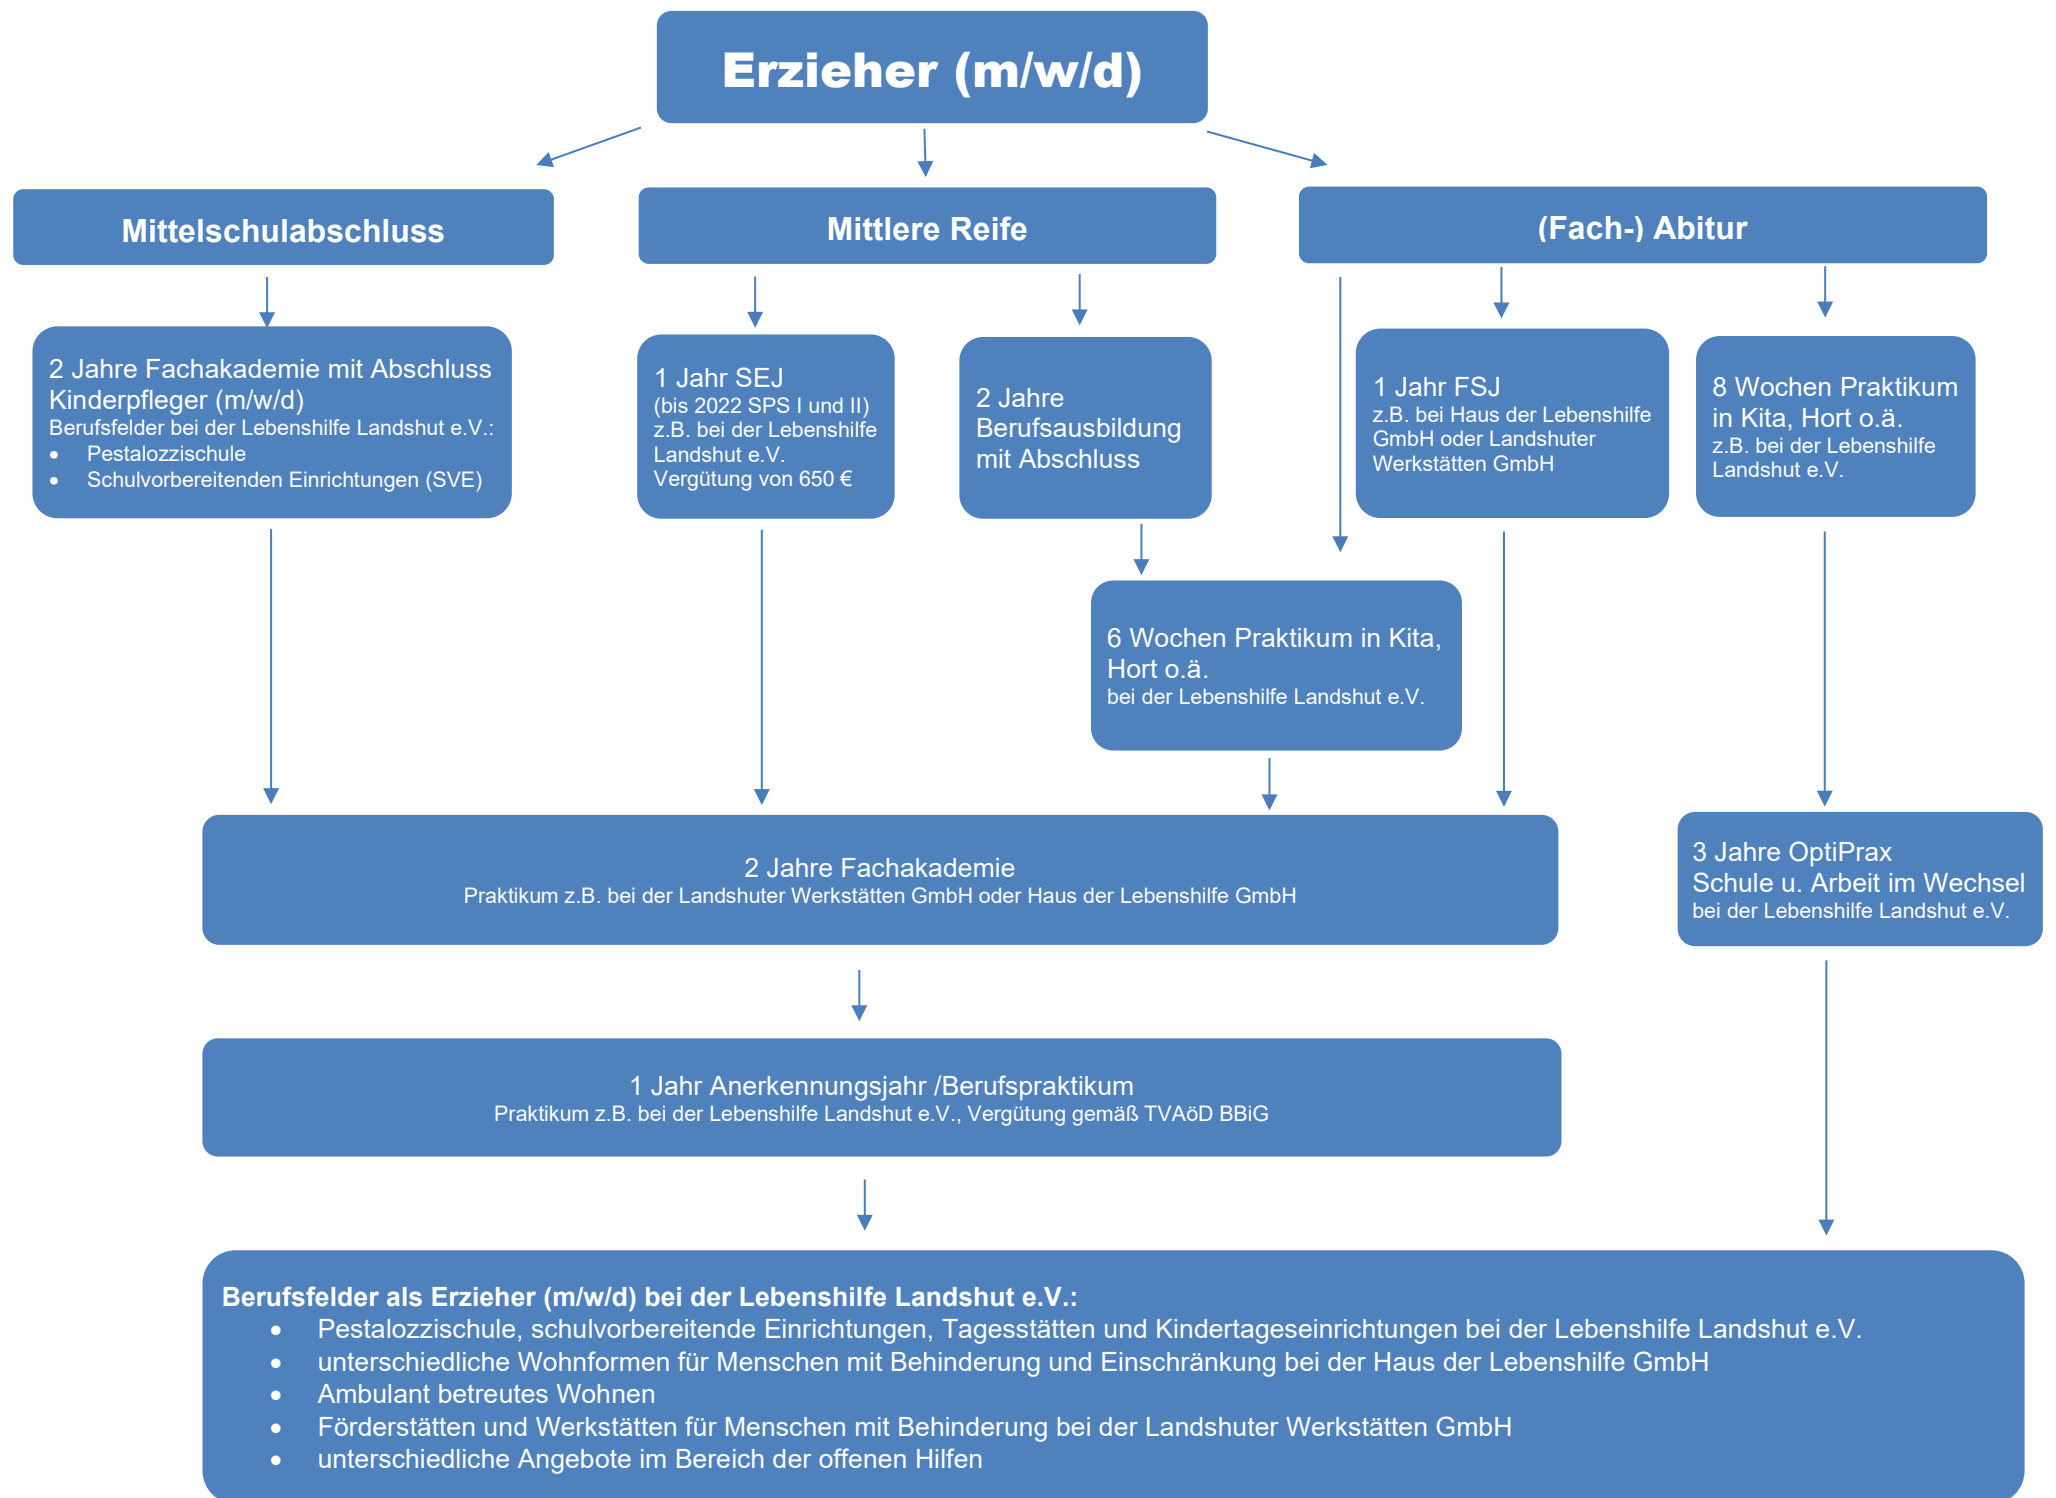 Erzieher (m/w/d)
Mittelschulabschluss
Mittlere Reife
(Fach-) Abitur
2 Jahre Fachakademie mit Abschluss
Kinderpfleger (m/w/d)
Berufsfelder bei der Lebenshilfe Landshut e.V.:
• Pestalozzischule
• Schulvorbereitenden Einrichtungen (SVE)
1 Jahr SEJ
(bis 2022 SPS I und II)
z.B. bei der Lebenshilfe
Landshut e.V.
Vergütung von 650 €
2 Jahre
Berufsausbildung
mit Abschluss
1 Jahr FSJ
z.B. bei Haus der Lebenshilfe
GmbH oder Landshuter
Werkstätten GmbH
8 Wochen Praktikum
in Kita, Hort o.ä.
z.B. bei der Lebenshilfe
Landshut e.V.
6 Wochen Praktikum in Kita,
Hort o.ä.
bei der Lebenshilfe Landshut e.V.
2 Jahre Fachakademie
Praktikum z.B. bei der Landshuter Werkstätten GmbH oder Haus der Lebenshilfe GmbH
3 Jahre OptiPrax
Schule u. Arbeit im Wechsel
bei der Lebenshilfe Landshut e.V.
1 Jahr Anerkennungsjahr /Berufspraktikum
Praktikum z.B. bei der Lebenshilfe Landshut e.V., Vergütung gemäß TVAöD BBiG
Berufsfelder als Erzieher (m/w/d) bei der Lebenshilfe Landshut e.V.:
• Pestalozzischule, schulvorbereitende Einrichtungen, Tagesstätten und Kindertageseinrichtungen bei der Lebenshilfe Landshut e.V.
• unterschiedliche Wohnformen für Menschen mit Behinderung und Einschränkung bei der Haus der Lebenshilfe GmbH
• Ambulant betreutes Wohnen
• Förderstätten und Werkstätten für Menschen mit Behinderung bei der Landshuter Werkstätten GmbH
• unterschiedliche Angebote im Bereich der offenen Hilfen